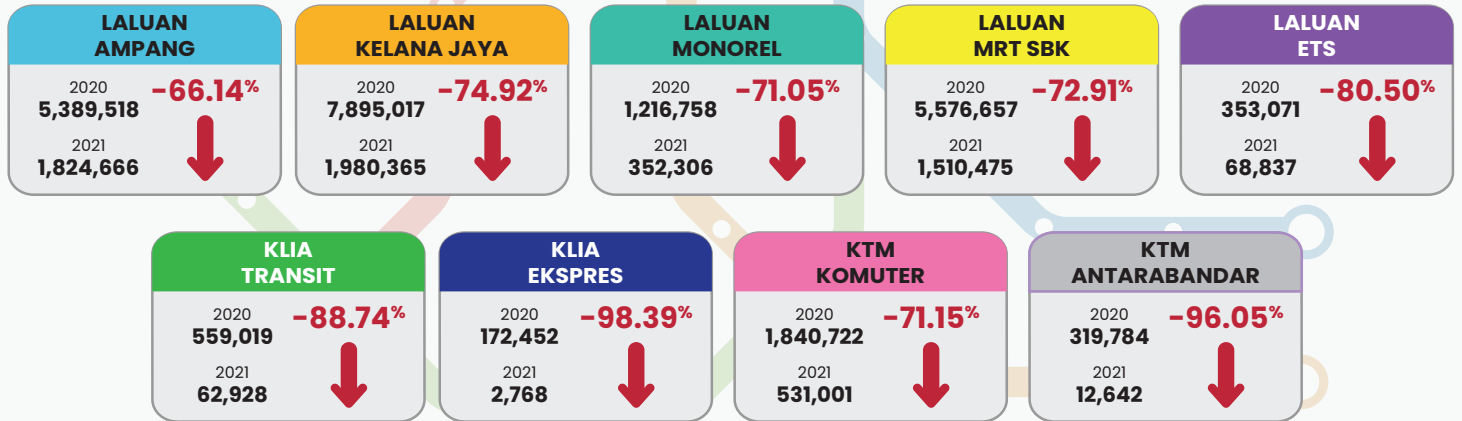 LALUAN
AMPANG
2020
5,389,518
-66.14%
2021
1,824,666
LALUAN
KELANA JAYA
2020
7,895,017
-74.92%
2021
1,980,365
LALUAN
MONOREL
2020
1,216,758
-71.05%
2021
352,306
LALUAN
MRT SBK
2020
5,576,657
-72.91%
2021
1,510,475
LALUAN
ETS
2020
353,071
-80.50%
2021
68,837
KLIA
TRANSIT
2020
559,019
-88.74%
2021
62,928
KLIA
EKSPRES
2020
172,452
-98.39%
2021
2,768
KTM
KOMUTER
2020
1,840,722
-71.15%
2021
531,001
KTM
ANTARABANDAR
2020
319,784
-96.05%
2021
12,642